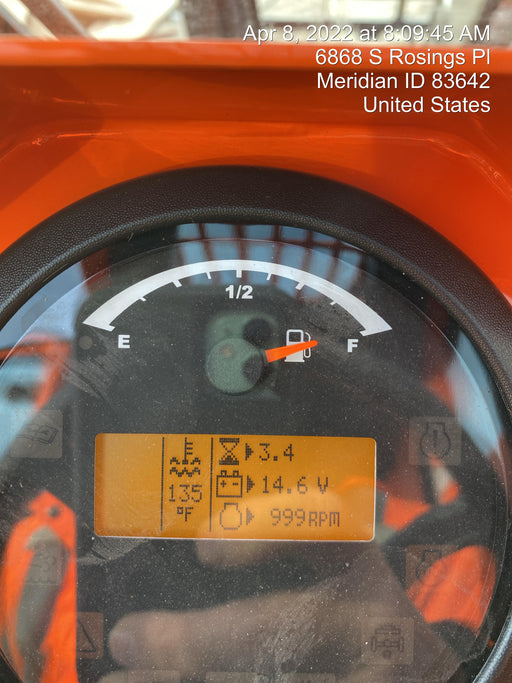 Apr 8, 2022 at 8:09:45 AM
6868 S Rosings Pl
Meridian ID 83642
United States
1/2
E
F
3.4
135 14.6 V
°F 999RPM